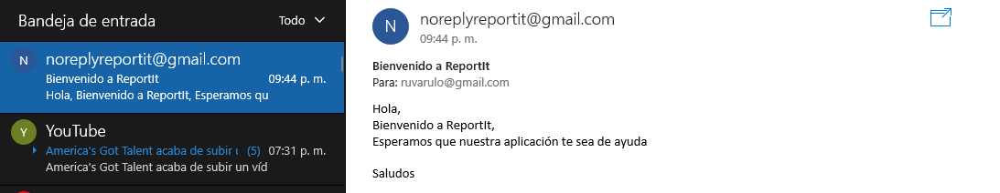 Bandeja de entrada
Todo
N
noreplyreportit@gmail.com
Bienvenido a ReportIt
09:44 p. m.
Hola, Bienvenido a ReportIt, Esperamos qu
Y
YouTube
America's Got Talent acaba de subir u
(5)
07:31 p. m.
America's Got Talent acaba de subir un víd
N
noreplyreportit@gmail.com
09:44 p. m.
Bienvenido a ReportIt
Para: ruvarulo@gmail.com
Hola,
Bienvenido a ReportIt,
Esperamos que nuestra aplicación te sea de ayuda
Saludos